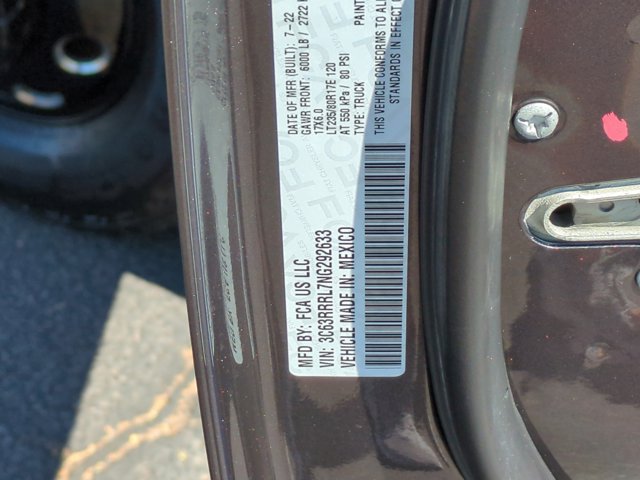 MFD BY: FCA US LLC
DATE OF MFR (BUILT): 7-22
GAWR FRONT: 6000 LB / 2722
17X6.0
LT235/80R17E 120
AT 550 kPa / 80 PSI
TYPE: TRUCK
PAINT
VIN: 3C63RRRL7NG292633
VEHICLE MADE IN: MEXICO
THIS VEHICLE CONFORMS TO ALL
STANDARDS IN EFFECT